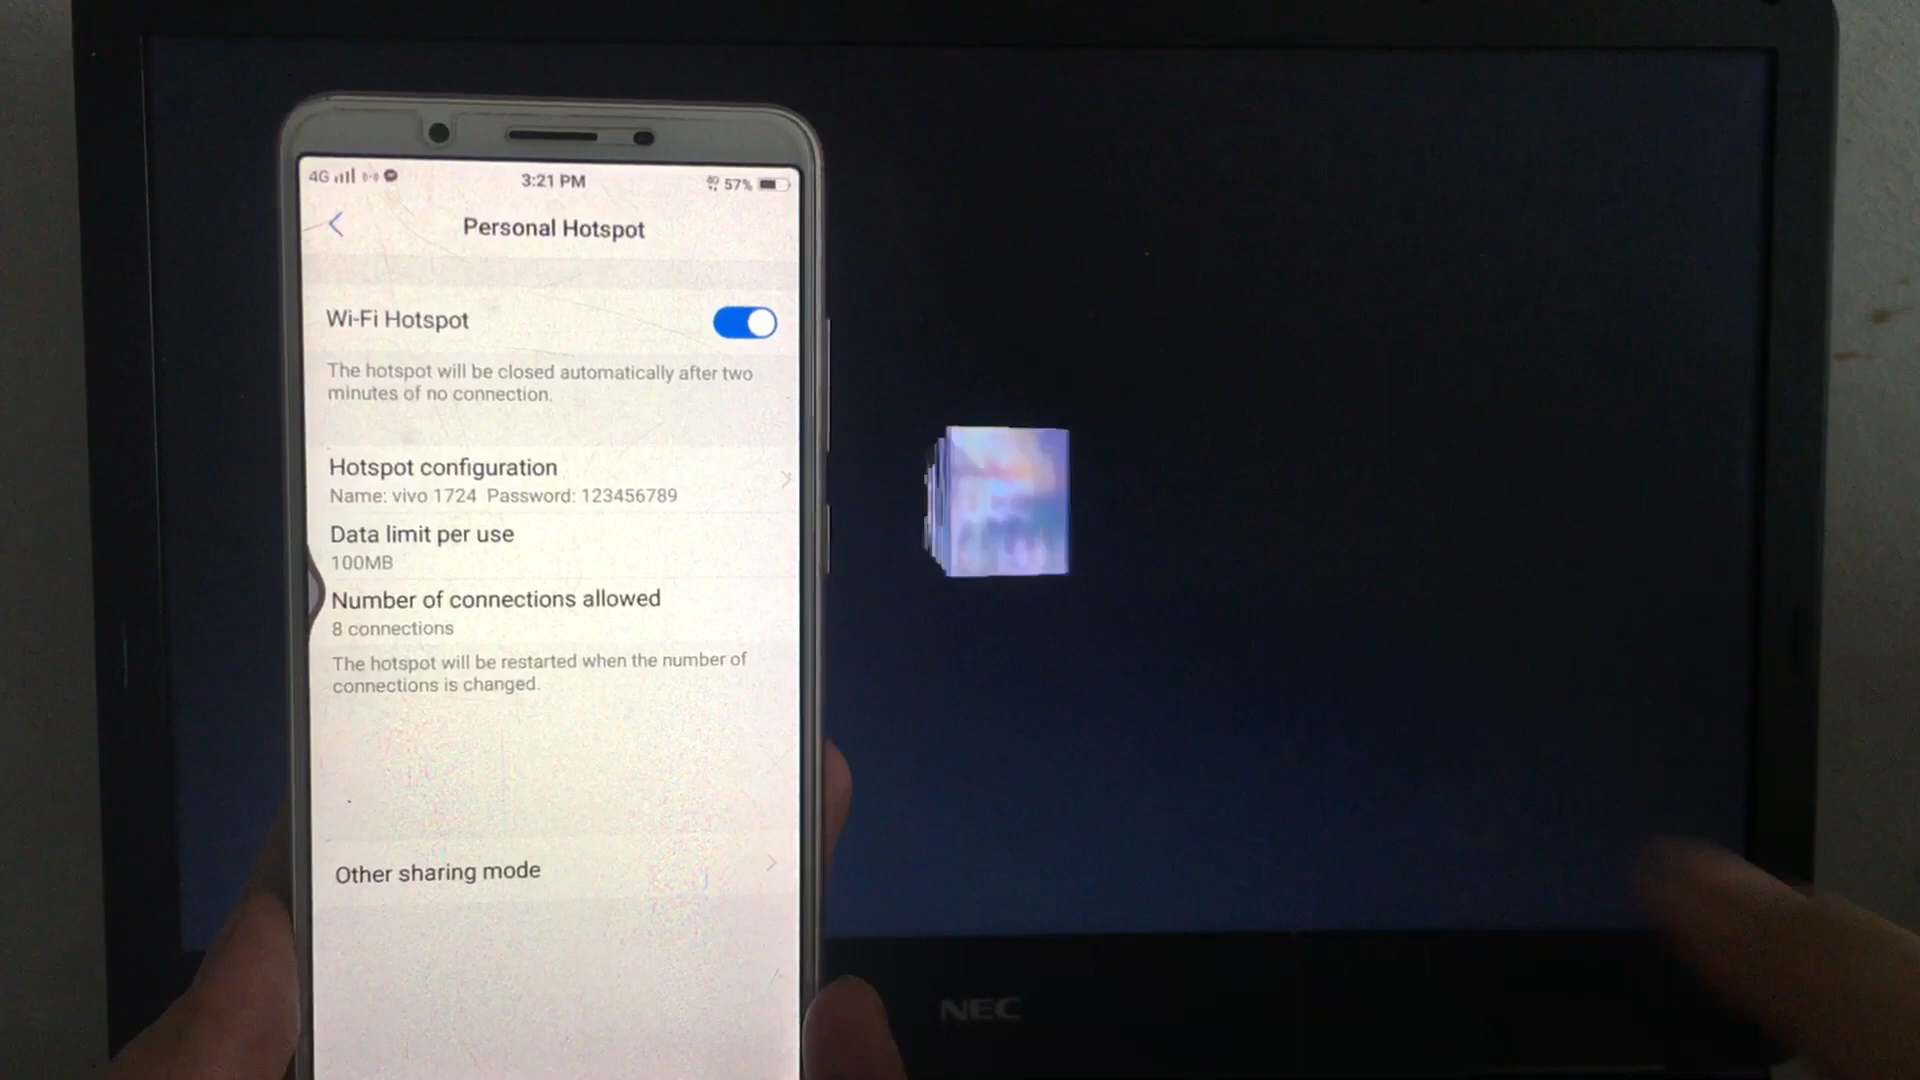 4G
3:21 PM
57%
Personal Hotspot
Wi-Fi Hotspot
The hotspot will be closed automatically after two
minutes of no connection.
Hotspot configuration
Name: vivo 1724 Password: 123456789
Data limit per use
100MB
Number of connections allowed
8 connections
The hotspot will be restarted when the number of
connections is changed.
Other sharing mode
NEC